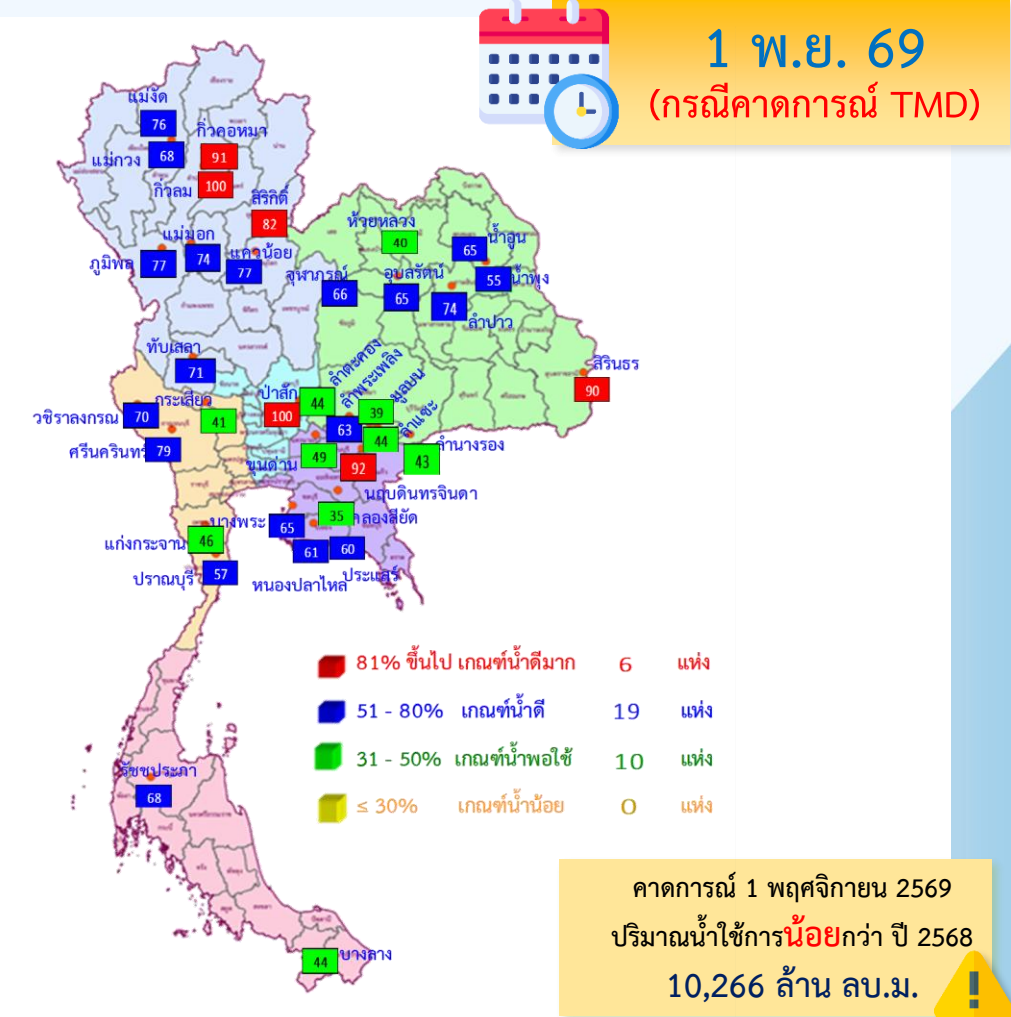 1 พ.ย. 69
(กรณีคาดการณ์ TMD)
แม่งัด
76
กิ่วคอหมา
91
แม่กวง
68
กิ่วลม
100
สิริกิติ์
82
แม่มอก
74
ภูมิพล
77
แควน้อย
77
ห้วยหลวง
40
น้ำอูน
65
จุฬาภรณ์
66
อุบลรัตน์
65
น้ำพุง
55
ลำปาว
74
ทับเสลา
71
สิรินธร
90
กระเสียว
41
ป่าสัก
100
ลำตะคอง
44
ลำพระเพลิง
63
มูลบน
39
ลำแชะ
44
ลำนางรอง
43
วชิราลงกรณ
70
ศรีนครินทร์
79
ขุนด่าน
49
92
นฤบดินทรจินดา
35
คลองสียัด
บางพระ
65
แก่งกระจาน
46
61
หนองปลาไหล
60
ประแสร์
ปราณบุรี
57
81% ขึ้นไป เกณฑ์น้ำดีมาก 6 แห่ง
51 - 80% เกณฑ์น้ำดี 19 แห่ง
31 - 50% เกณฑ์น้ำพอใช้ 10 แห่ง
≤ 30% เกณฑ์น้ำน้อย 0 แห่ง
รัชชประภา
68
บางลาง
44
คาดการณ์ 1 พฤศจิกายน 2569
ปริมาณน้ำใช้การน้อยกว่า ปี 2568
10,266 ล้าน ลบ.ม.